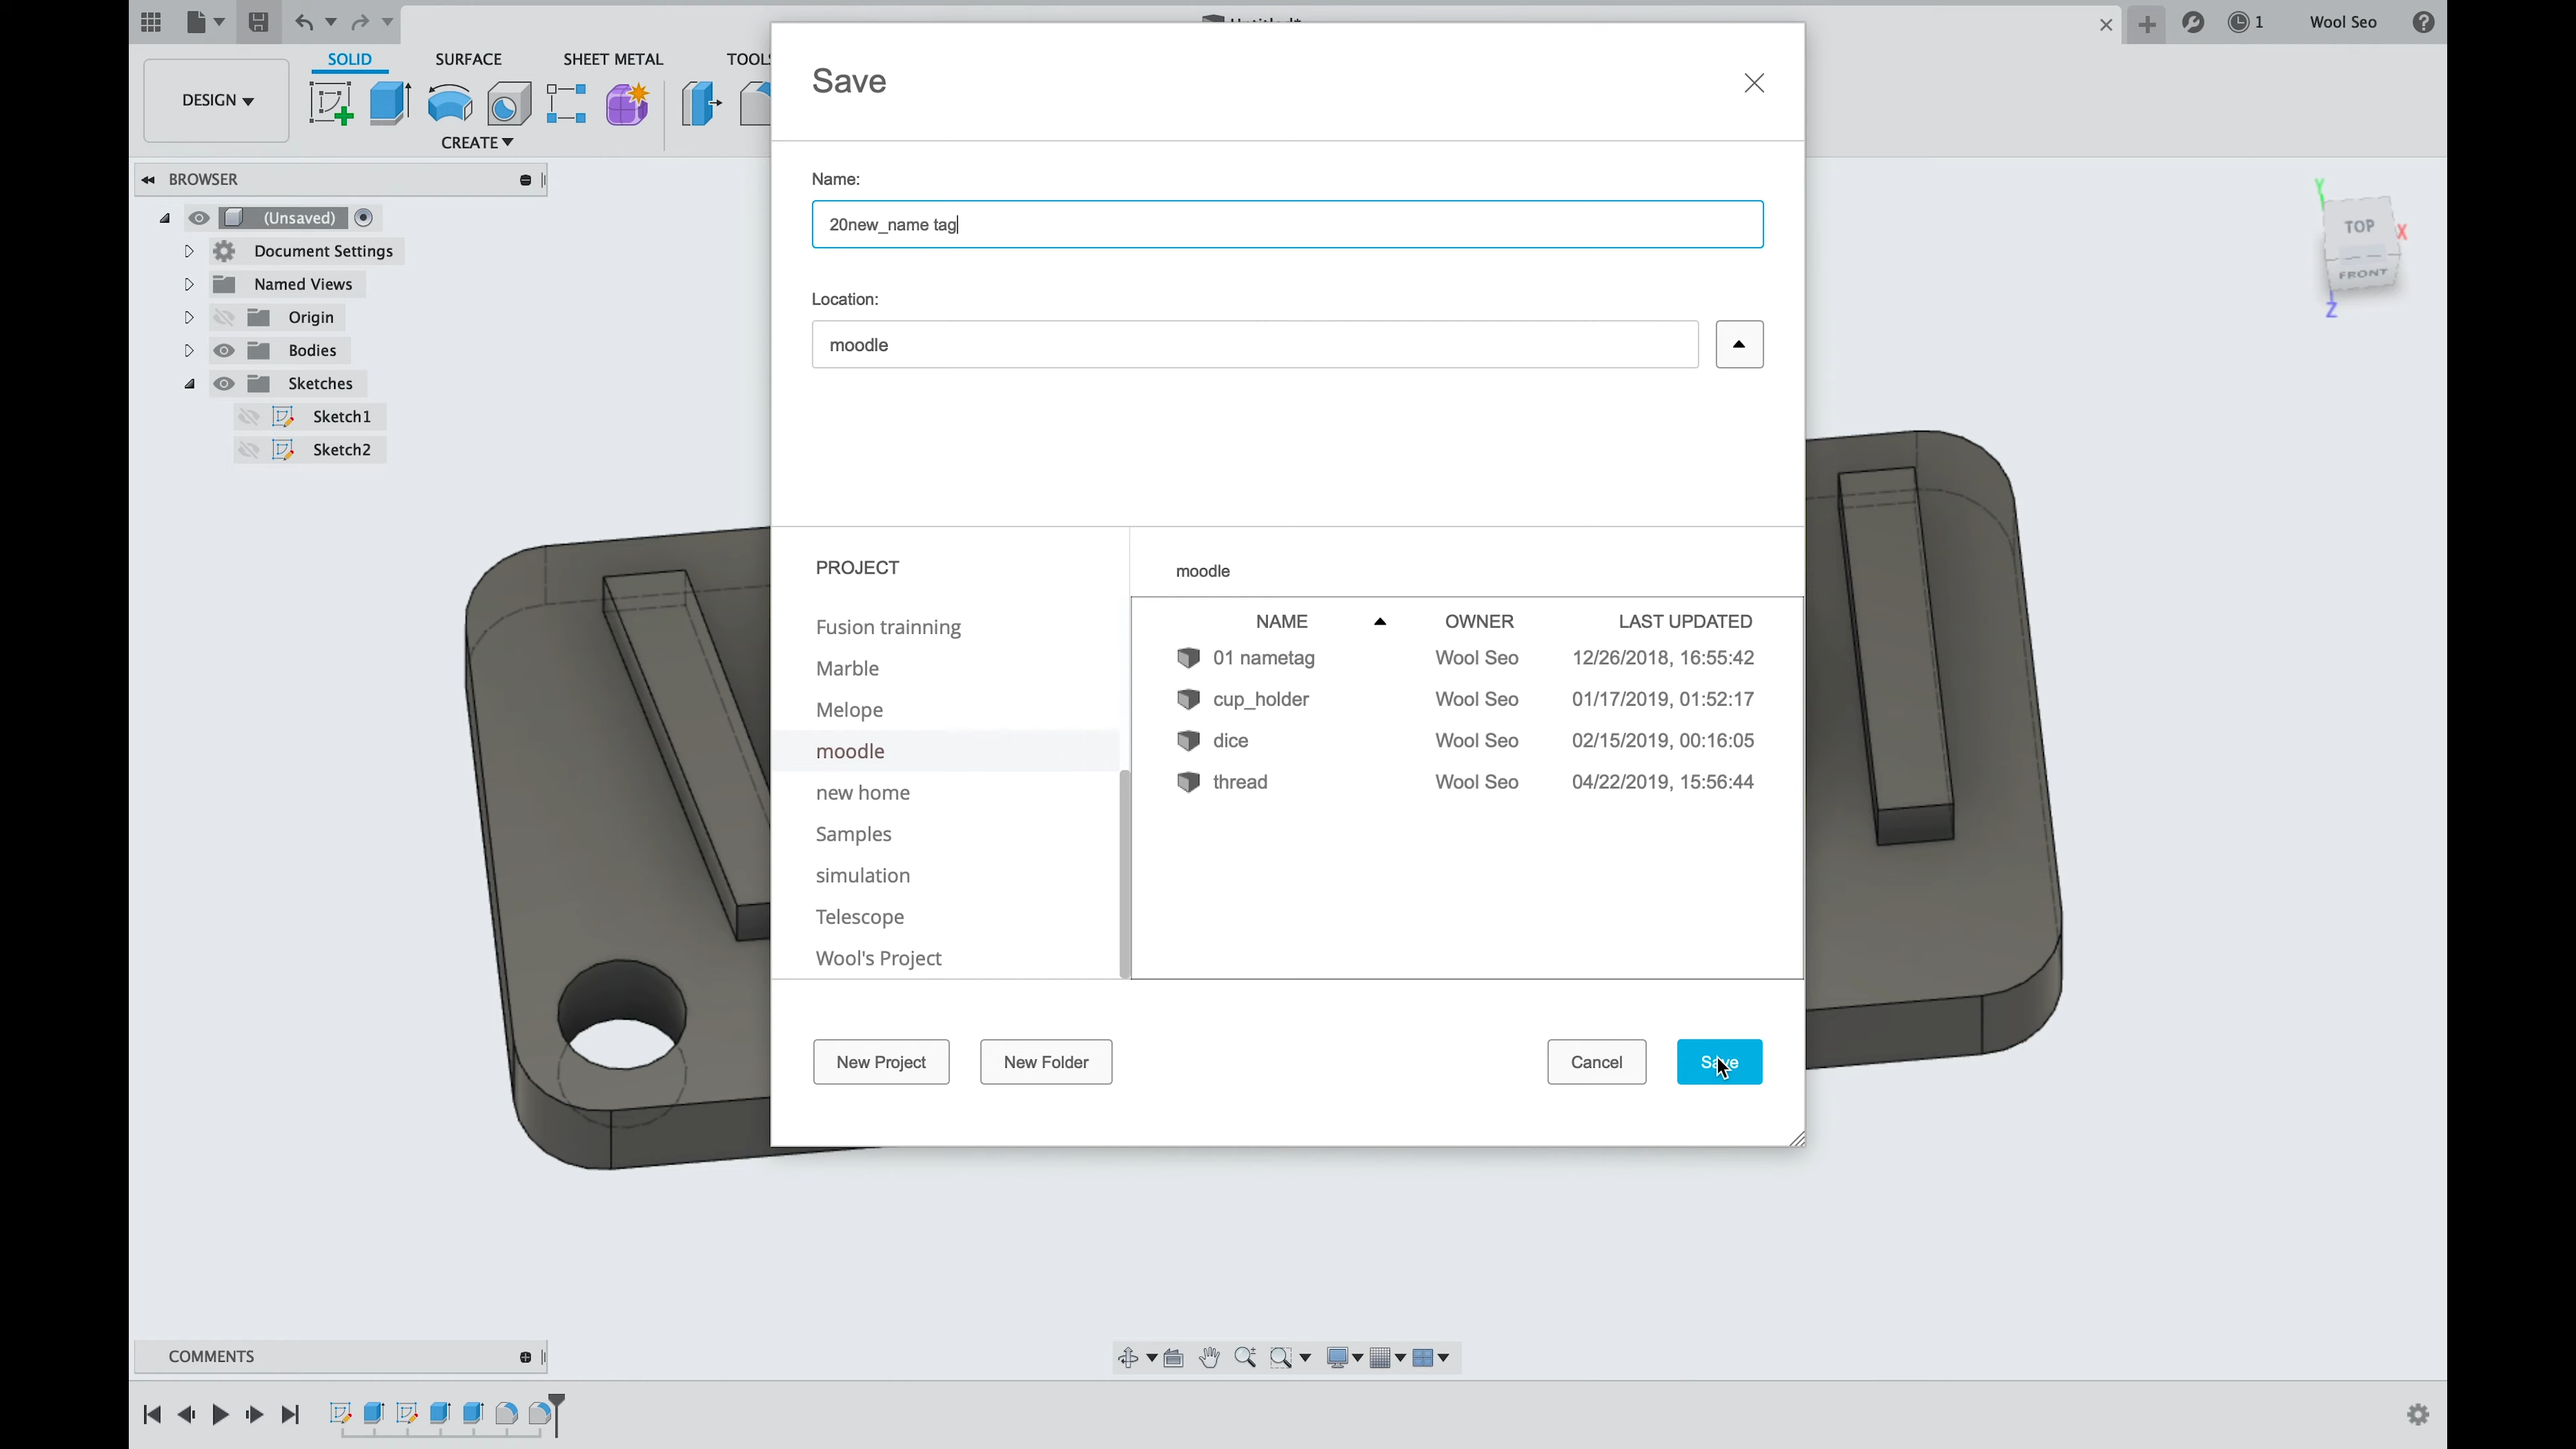 1
Wool Seo
SOLID
SURFACE
SHEET METAL
DESIGN
CREATE
BROWSER
(Unsaved)
Document Settings
Named Views
Origin
Bodies
Sketches
Sketch1
Sketch2
Save
Name:
20new_name tag
Location:
moodle
PROJECT
Fusion trainning
Marble
Melope
moodle
new home
Samples
simulation
Telescope
Wool's Project
moodle
NAME OWNER LAST UPDATED
01 nametag Wool Seo 12/26/2018, 16:55:42
cup_holder Wool Seo 01/17/2019, 01:52:17
dice Wool Seo 02/15/2019, 00:16:05
thread Wool Seo 04/22/2019, 15:56:44
New Project
New Folder
Cancel
Save
Y
TOP
X
FRONT
Z
COMMENTS